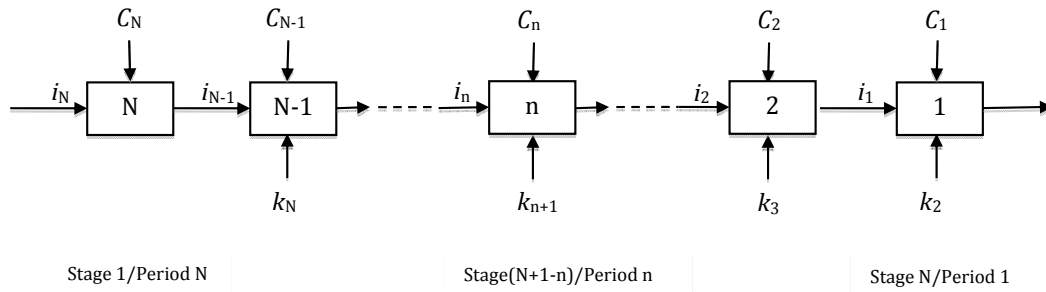 C_N C_N-1 C_n C_2 C_1
i_N N i_N-1 N-1 i_n n i_2 2 i_1 1
k_N k_n+1 k_3 k_2
Stage 1/Period N Stage(N+1-n)/Period n Stage N/Period 1